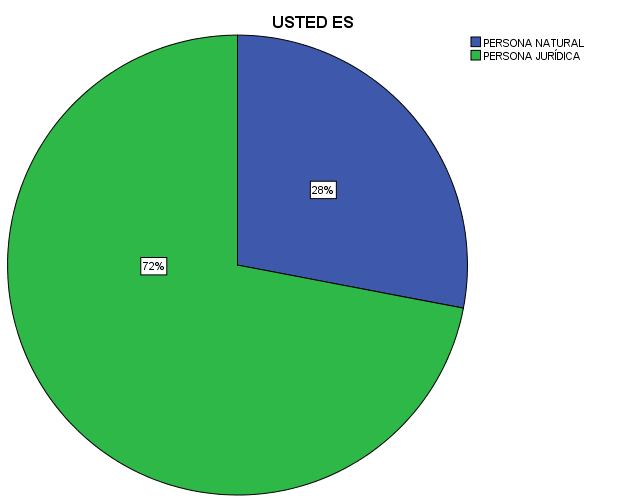 USTED ES
PERSONA NATURAL
PERSONA JURÍDICA
28%
72%